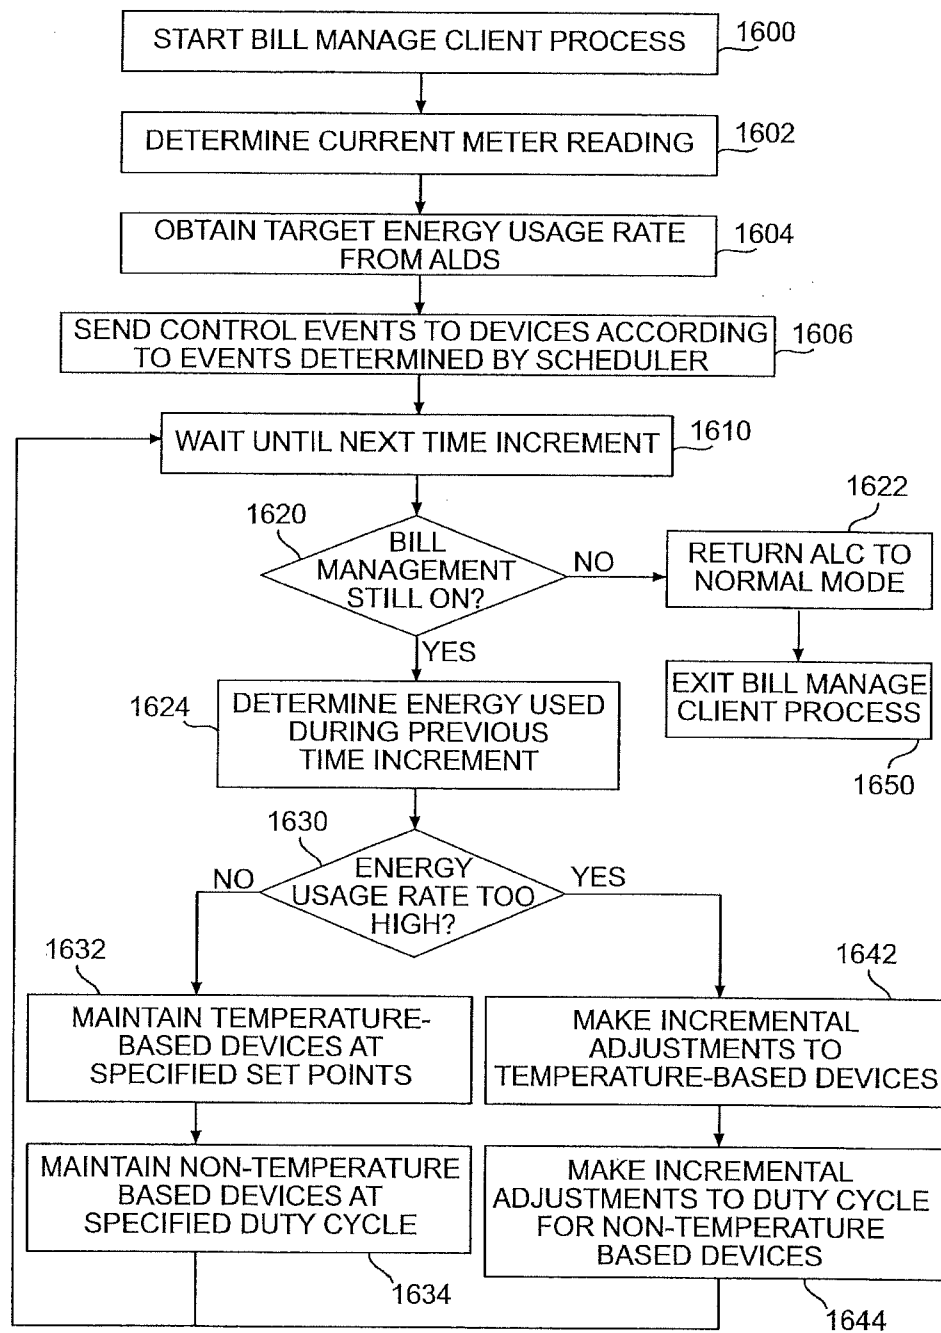 START BILL MANAGE CLIENT PROCESS
1600
DETERMINE CURRENT METER READING
1602
OBTAIN TARGET ENERGY USAGE RATE
FROM ALDS
1604
SEND CONTROL EVENTS TO DEVICES ACCORDING
TO EVENTS DETERMINED BY SCHEDULER
1606
WAIT UNTIL NEXT TIME INCREMENT
1610
1620
BILL
MANAGEMENT
STILL ON?
NO
1622
RETURN ALC TO
NORMAL MODE
YES
EXIT BILL MANAGE
CLIENT PROCESS
1650
1624
DETERMINE ENERGY USED
DURING PREVIOUS
TIME INCREMENT
1630
ENERGY
USAGE RATE TOO
HIGH?
NO
YES
1632
MAINTAIN TEMPERATURE-
BASED DEVICES AT
SPECIFIED SET POINTS
1642
MAKE INCREMENTAL
ADJUSTMENTS TO
TEMPERATURE-BASED DEVICES
MAINTAIN NON-TEMPERATURE
BASED DEVICES AT
SPECIFIED DUTY CYCLE
1634
MAKE INCREMENTAL
ADJUSTMENTS TO DUTY CYCLE
FOR NON-TEMPERATURE
BASED DEVICES
1644